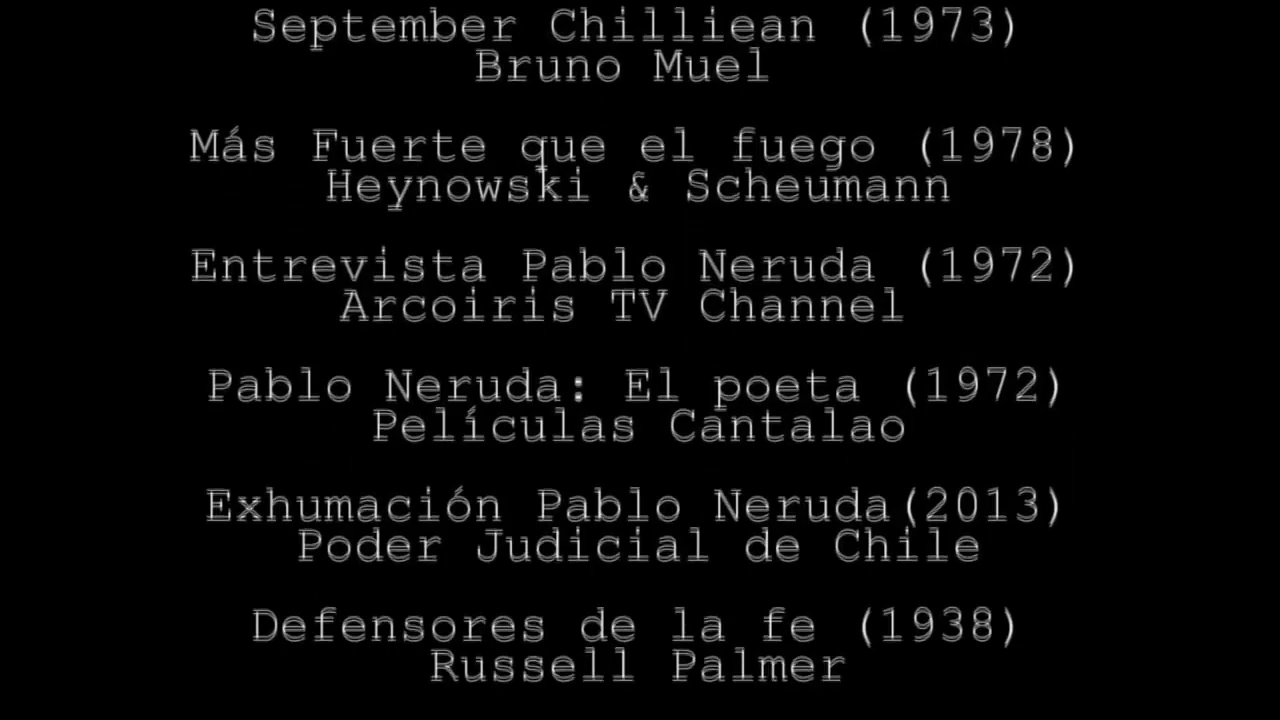 September Chilliean (1973)
Bruno Muel
Más Fuerte que el fuego (1978)
Heynowski & Scheumann
Entrevista Pablo Neruda (1972)
Arcoiris TV Channel
Pablo Neruda: El poeta (1972)
Películas Cantalao
Exhumación Pablo Neruda(2013)
Poder Judicial de Chile
Defensores de la fe (1938)
Russell Palmer